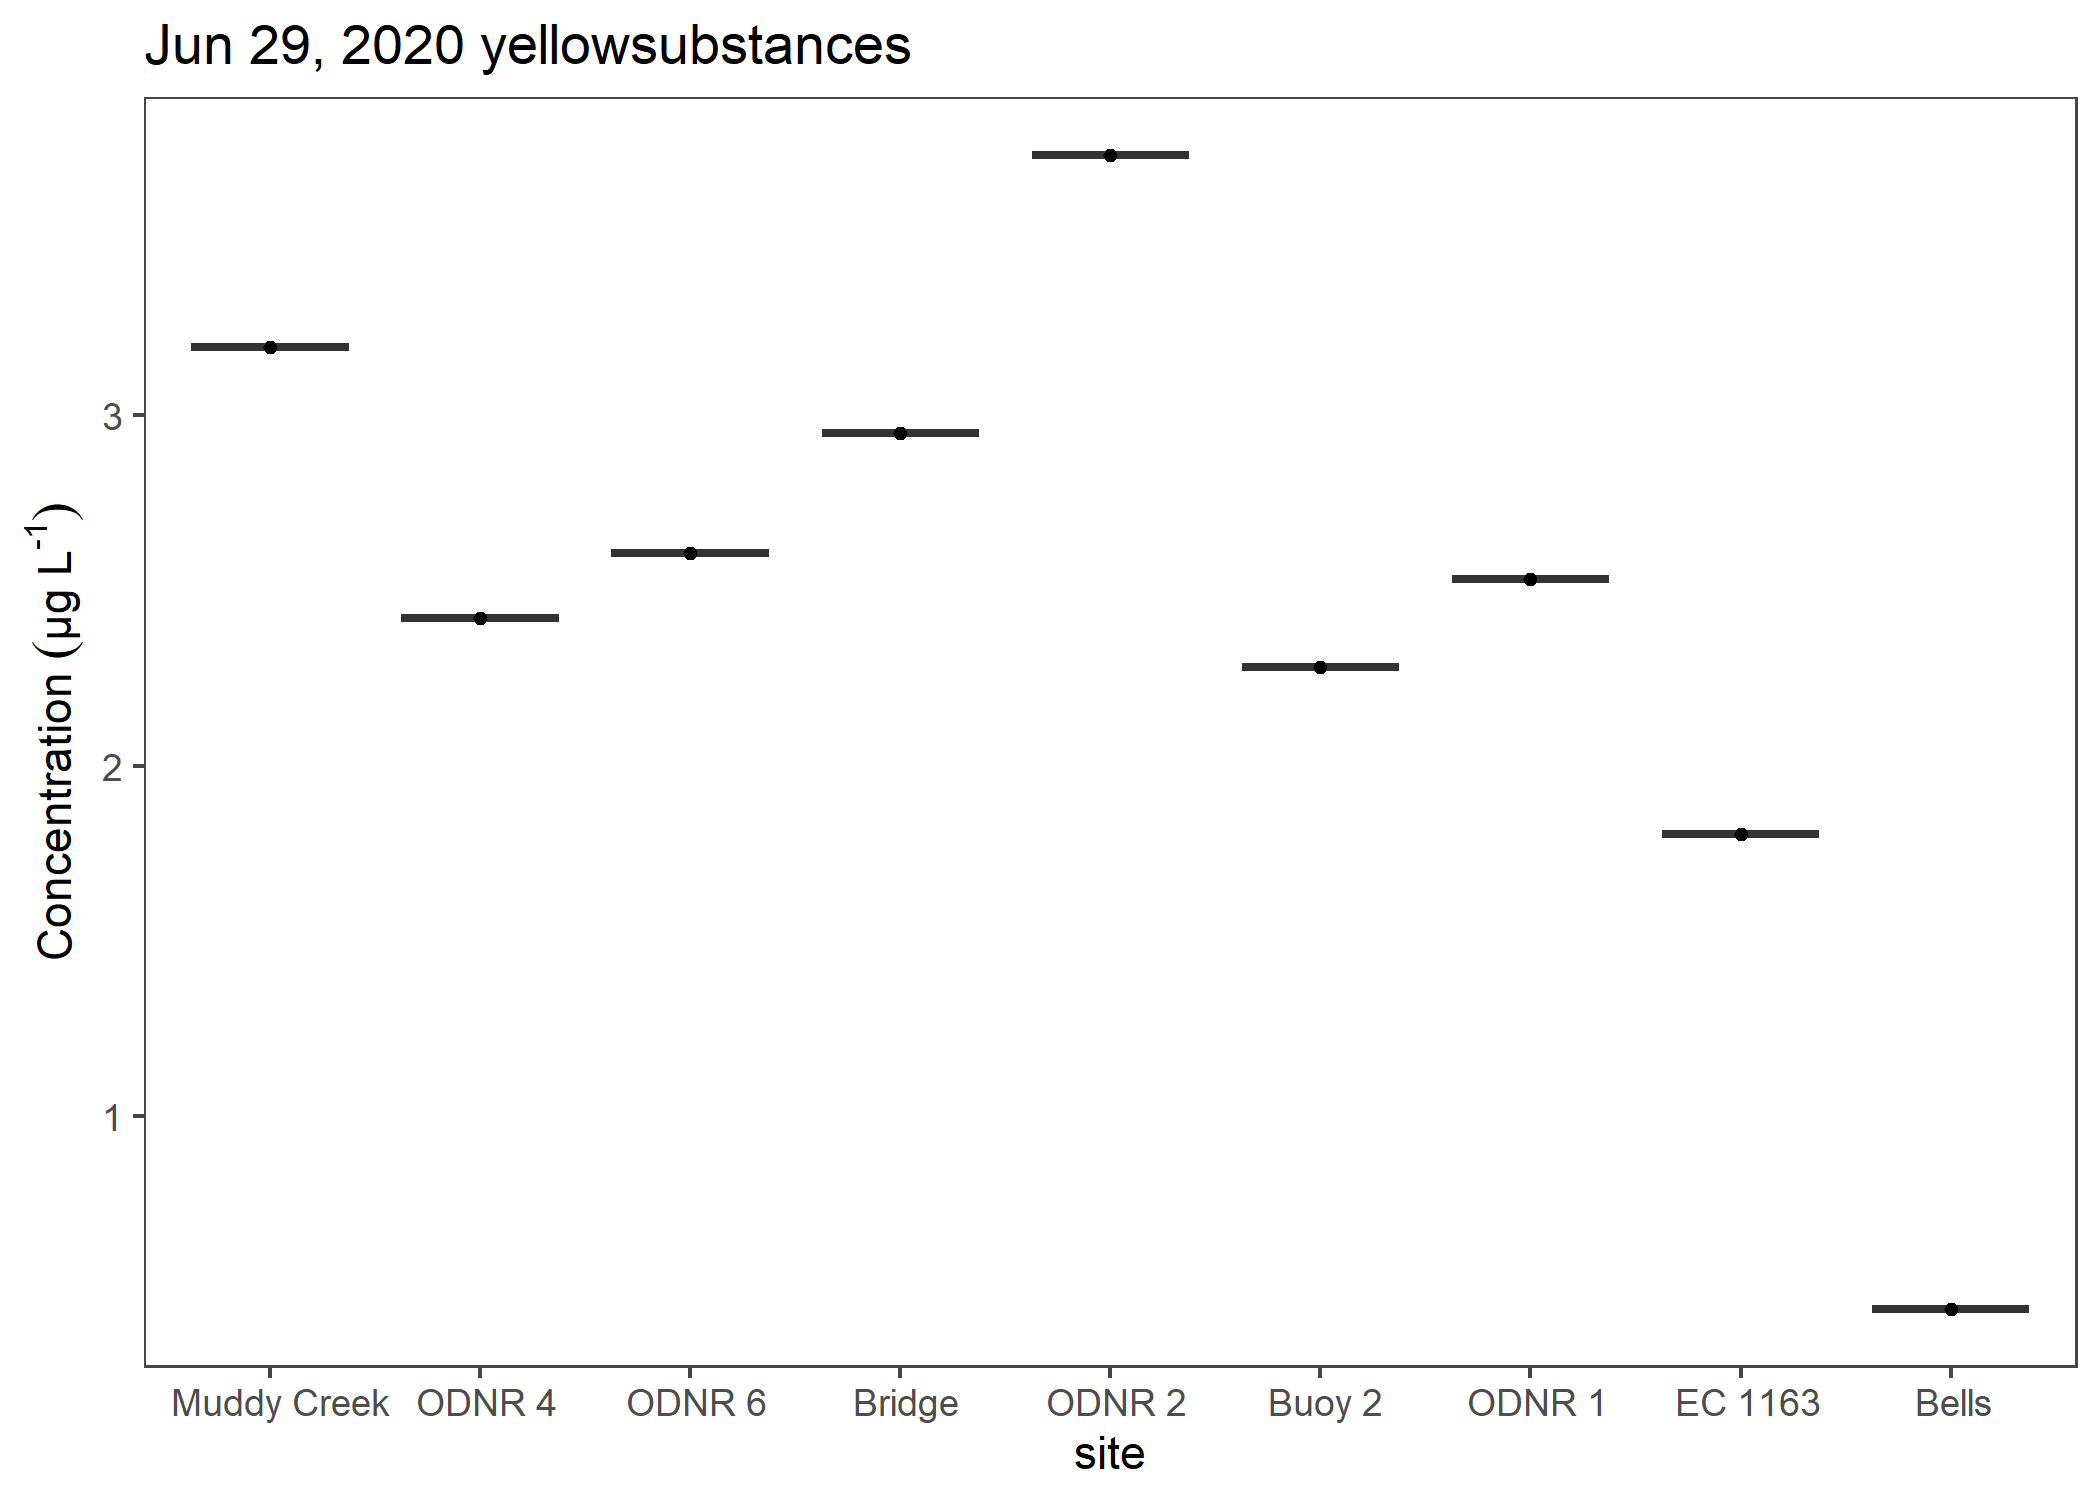 Jun 29, 2020 yellowsubstances
Concentration (µg L⁻¹)
3
2
1
Muddy Creek ODNR 4 ODNR 6 Bridge ODNR 2 Buoy 2 ODNR 1 EC 1163 Bells
site